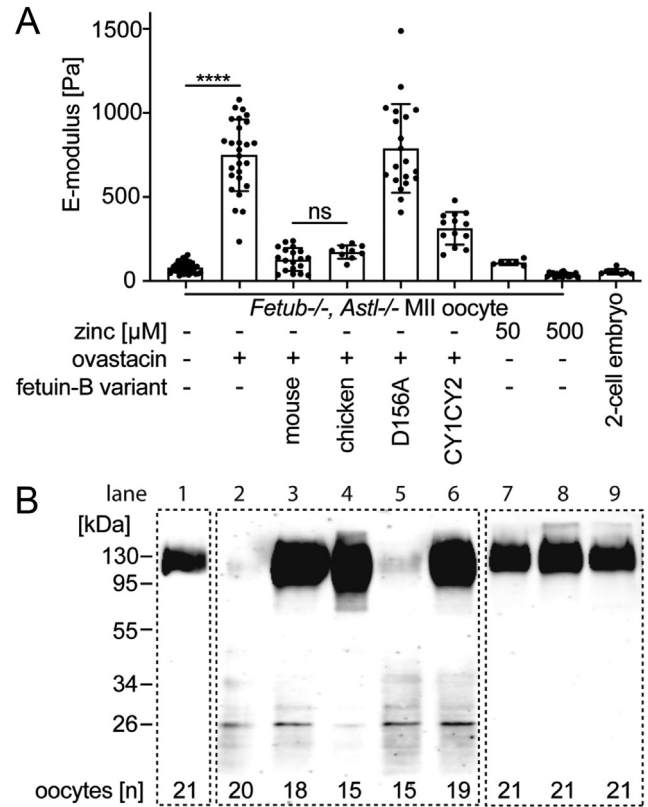 A
E-modulus [Pa]
1500
1000
500
0
****
ns
Fetub-/-, Astl-/- MII oocyte
zinc [µM] - - - - - - 50 500
ovastacin - + + + + + - -
fetuin-B variant - - mouse chicken D156A CY1CY2 - -
2-cell embryo
B
lane 1 2 3 4 5 6 7 8 9
[kDa]
130
95
55
34
26
oocytes [n] 21 20 18 15 15 19 21 21 21